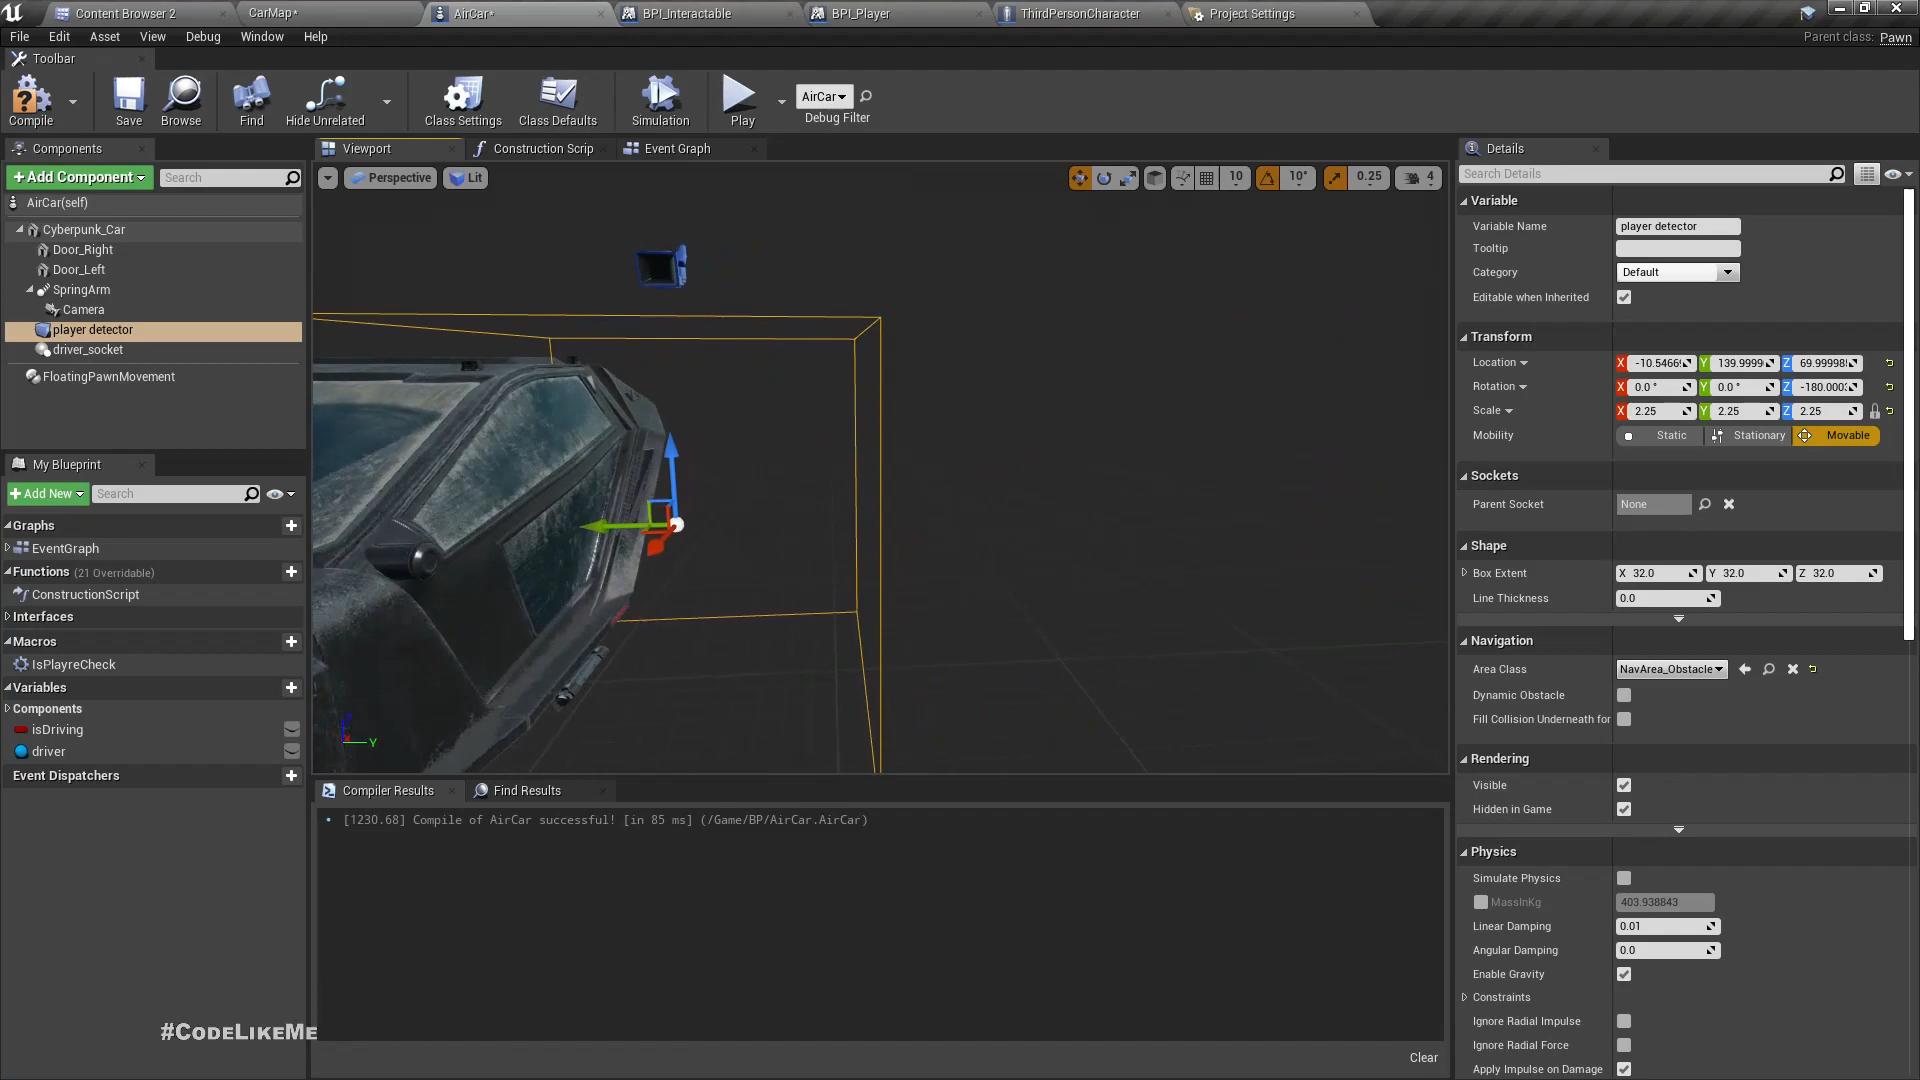 Content Browser 2
CarMap*
AirCar*
BPI_Interactable
BPI_Player
ThirdPersonCharacter
Project Settings
File Edit Asset View Debug Window Help
Parent class: Pawn
Toolbar
Compile
Save
Browse
Find
Hide Unrelated
Class Settings
Class Defaults
Simulation
Play
AirCar
Debug Filter
Components
+Add Component
Search
AirCar(self)
Cyberpunk_Car
Door_Right
Door_Left
SpringArm
Camera
player detector
driver_socket
FloatingPawnMovement
My Blueprint
+Add New
Search
Graphs
EventGraph
Functions (21 Overridable)
ConstructionScript
Interfaces
Macros
IsPlayreCheck
Variables
Components
isDriving
driver
Event Dispatchers
Viewport
Construction Scrip
Event Graph
Perspective
Lit
10
10°
0.25
4
Y
Compiler Results
Find Results
[1230.68] Compile of AirCar successful! [in 85 ms] (/Game/BP/AirCar.AirCar)
Clear
#CodeLikeMe
Details
Search Details
Variable
Variable Name player detector
Tooltip
Category Default
Editable when Inherited
Transform
Location X -10.5466 Y 139.9999 Z 69.99998
Rotation X 0.0 ° Y 0.0 ° Z -180.000
Scale X 2.25 Y 2.25 Z 2.25
Mobility Static Stationary Movable
Sockets
Parent Socket None
Shape
Box Extent X 32.0 Y 32.0 Z 32.0
Line Thickness 0.0
Navigation
Area Class NavArea_Obstacle
Dynamic Obstacle
Fill Collision Underneath for
Rendering
Visible
Hidden in Game
Physics
Simulate Physics
MassInKg 403.938843
Linear Damping 0.01
Angular Damping 0.0
Enable Gravity
Constraints
Ignore Radial Impulse
Ignore Radial Force
Apply Impulse on Damage